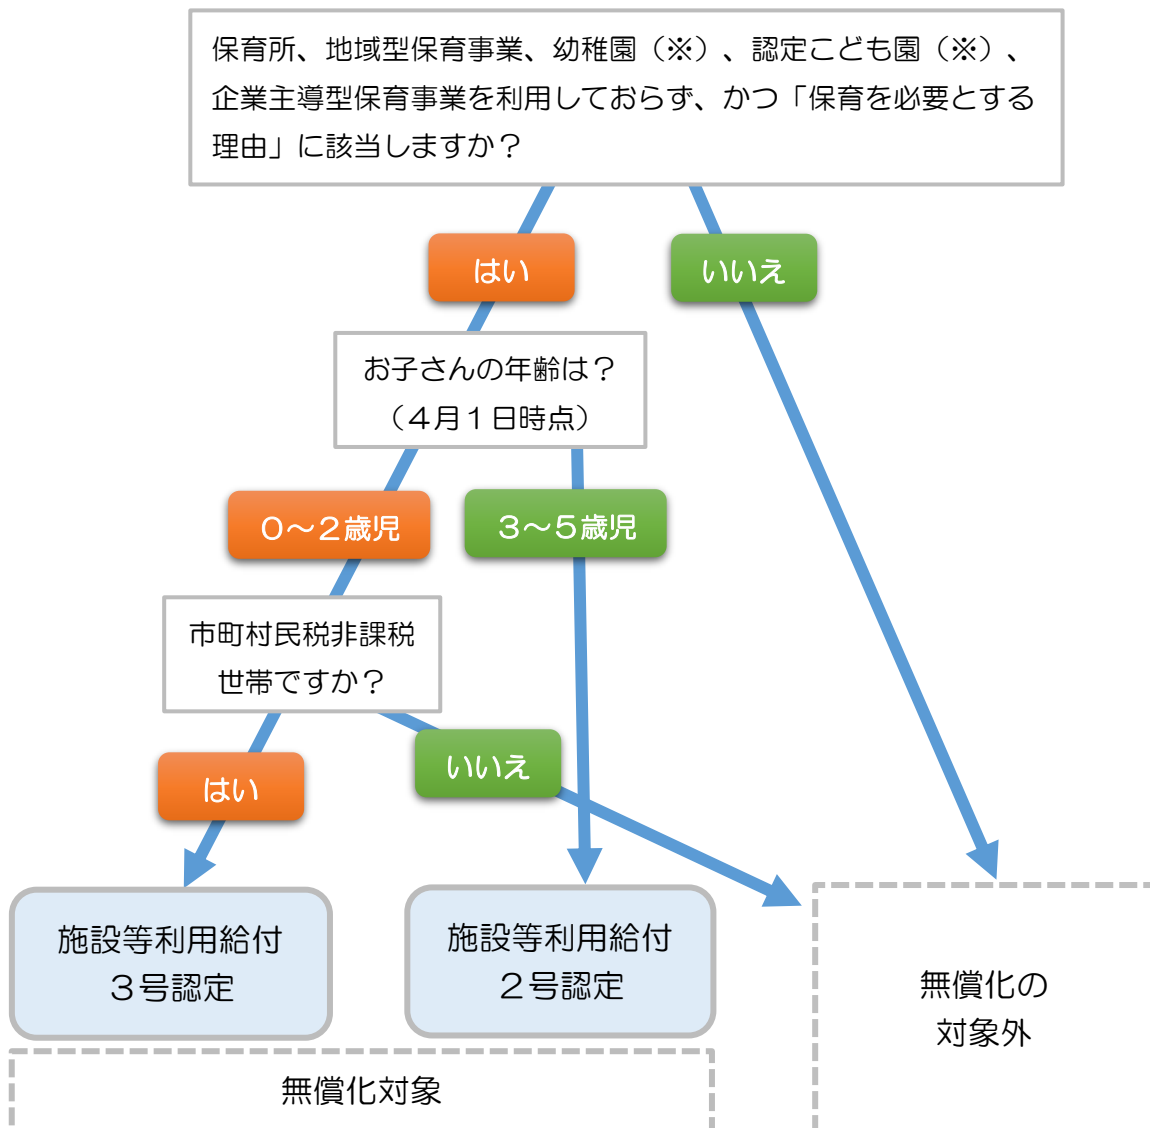 保育所、地域型保育事業、幼稚園（※）、認定こども園（※）、
企業主導型保育事業を利用しておらず、かつ「保育を必要とする
理由」に該当しますか？
はい
いいえ
お子さんの年齢は？
（４月１日時点）
０～２歳児
３～５歳児
市町村民税非課税
世帯ですか？
はい
いいえ
施設等利用給付
３号認定
施設等利用給付
２号認定
無償化の
対象外
無償化対象